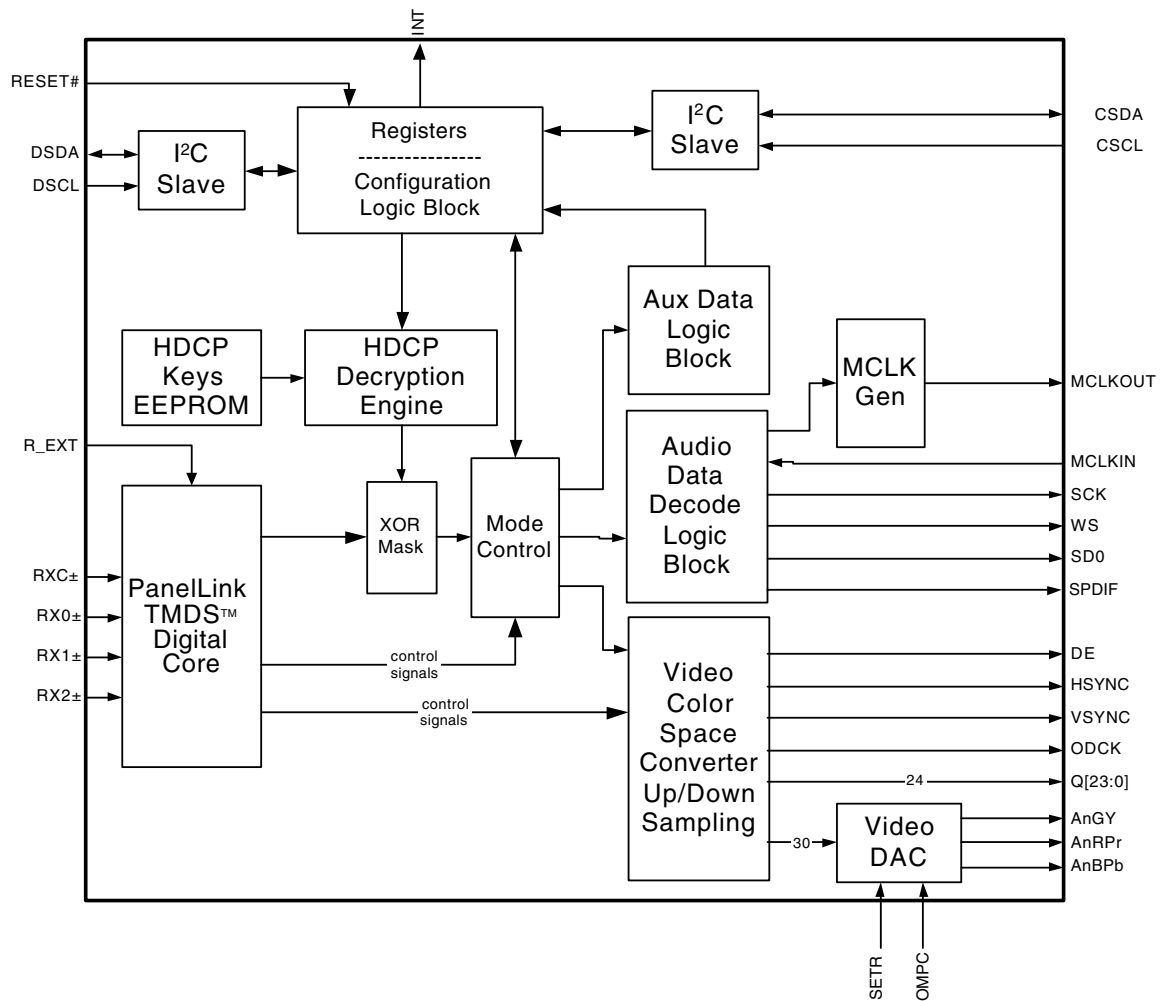 INT
RESET#
DSDA
DSCL
I²C
Slave
Registers
----------------
Configuration
Logic Block
I²C
Slave
CSDA
CSCL
HDCP
Keys
EEPROM
HDCP
Decryption
Engine
Aux Data
Logic
Block
MCLK
Gen
MCLKOUT
R_EXT
RXC±
RX0±
RX1±
RX2±
PanelLink
TMDS™
Digital
Core
XOR
Mask
Mode
Control
Audio
Data
Decode
Logic
Block
MCLKIN
SCK
WS
SD0
SPDIF
control
signals
control
signals
Video
Color
Space
Converter
Up/Down
Sampling
DE
HSYNC
VSYNC
ODCK
24
Q[23:0]
30
Video
DAC
AnGY
AnRPr
AnBPb
SETR
OMPC